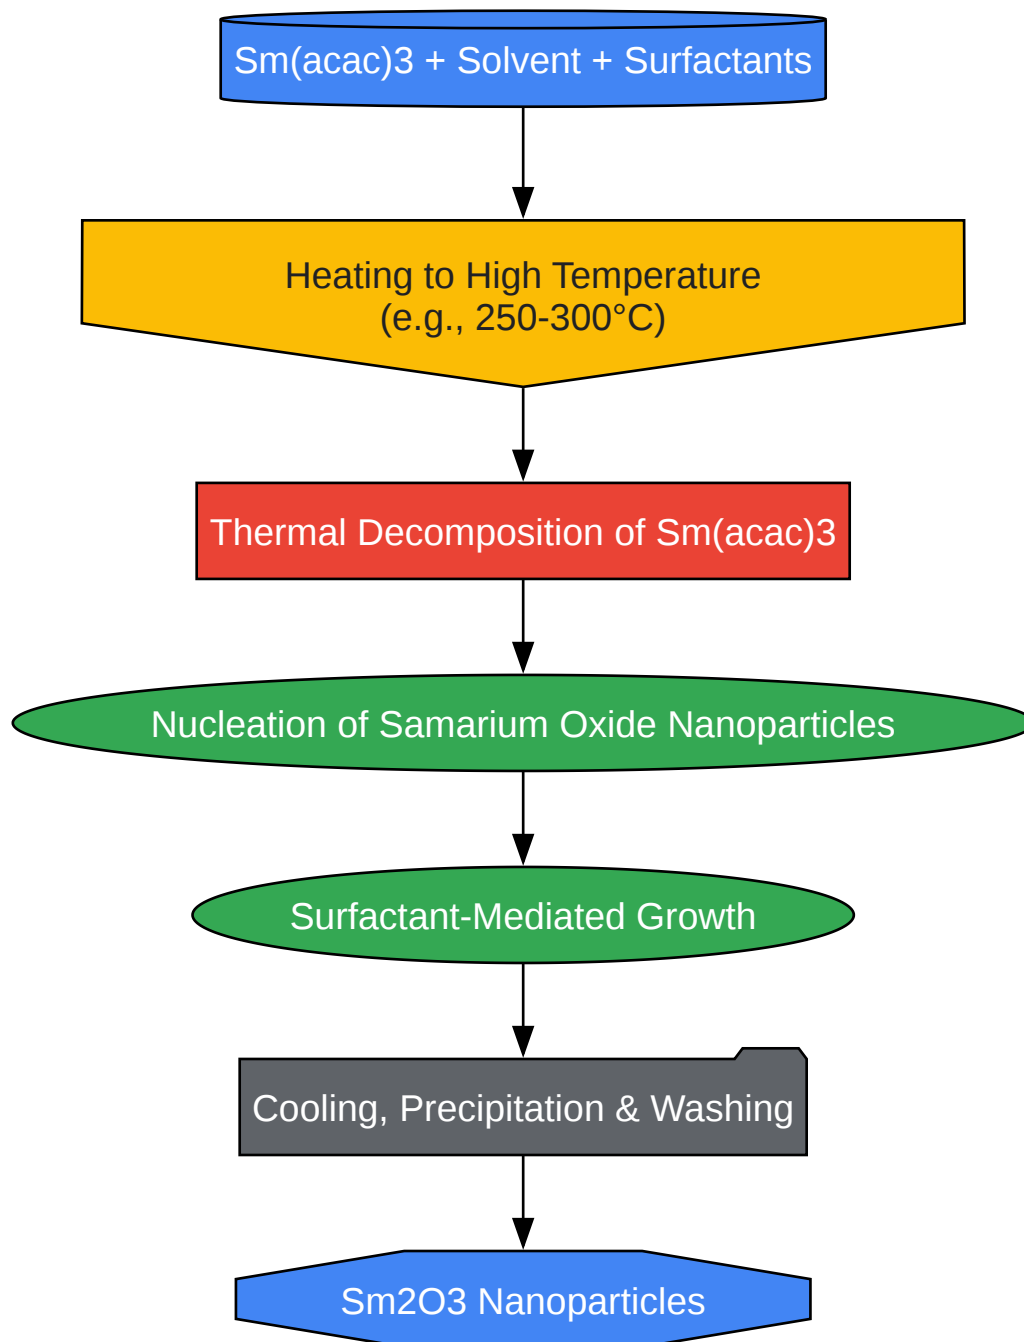 Sm(acac)3 + Solvent + Surfactants
Heating to High Temperature
(e.g., 250-300°C)
Thermal Decomposition of Sm(acac)3
Nucleation of Samarium Oxide Nanoparticles
Surfactant-Mediated Growth
Cooling, Precipitation & Washing
Sm2O3 Nanoparticles